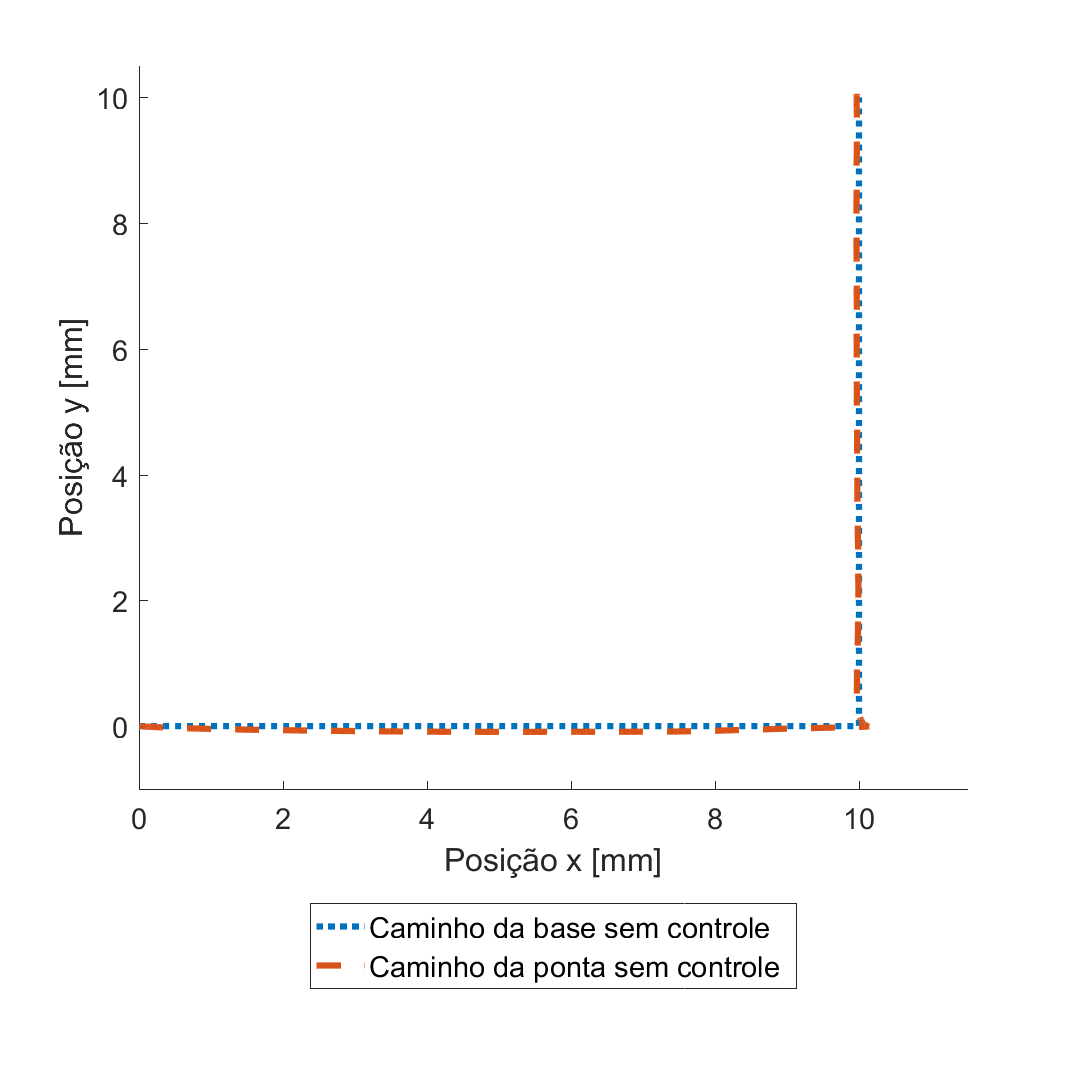 10
8
6
4
2
0
Posição y [mm]
0 2 4 6 8 10
Posição x [mm]
Caminho da base sem controle
Caminho da ponta sem controle